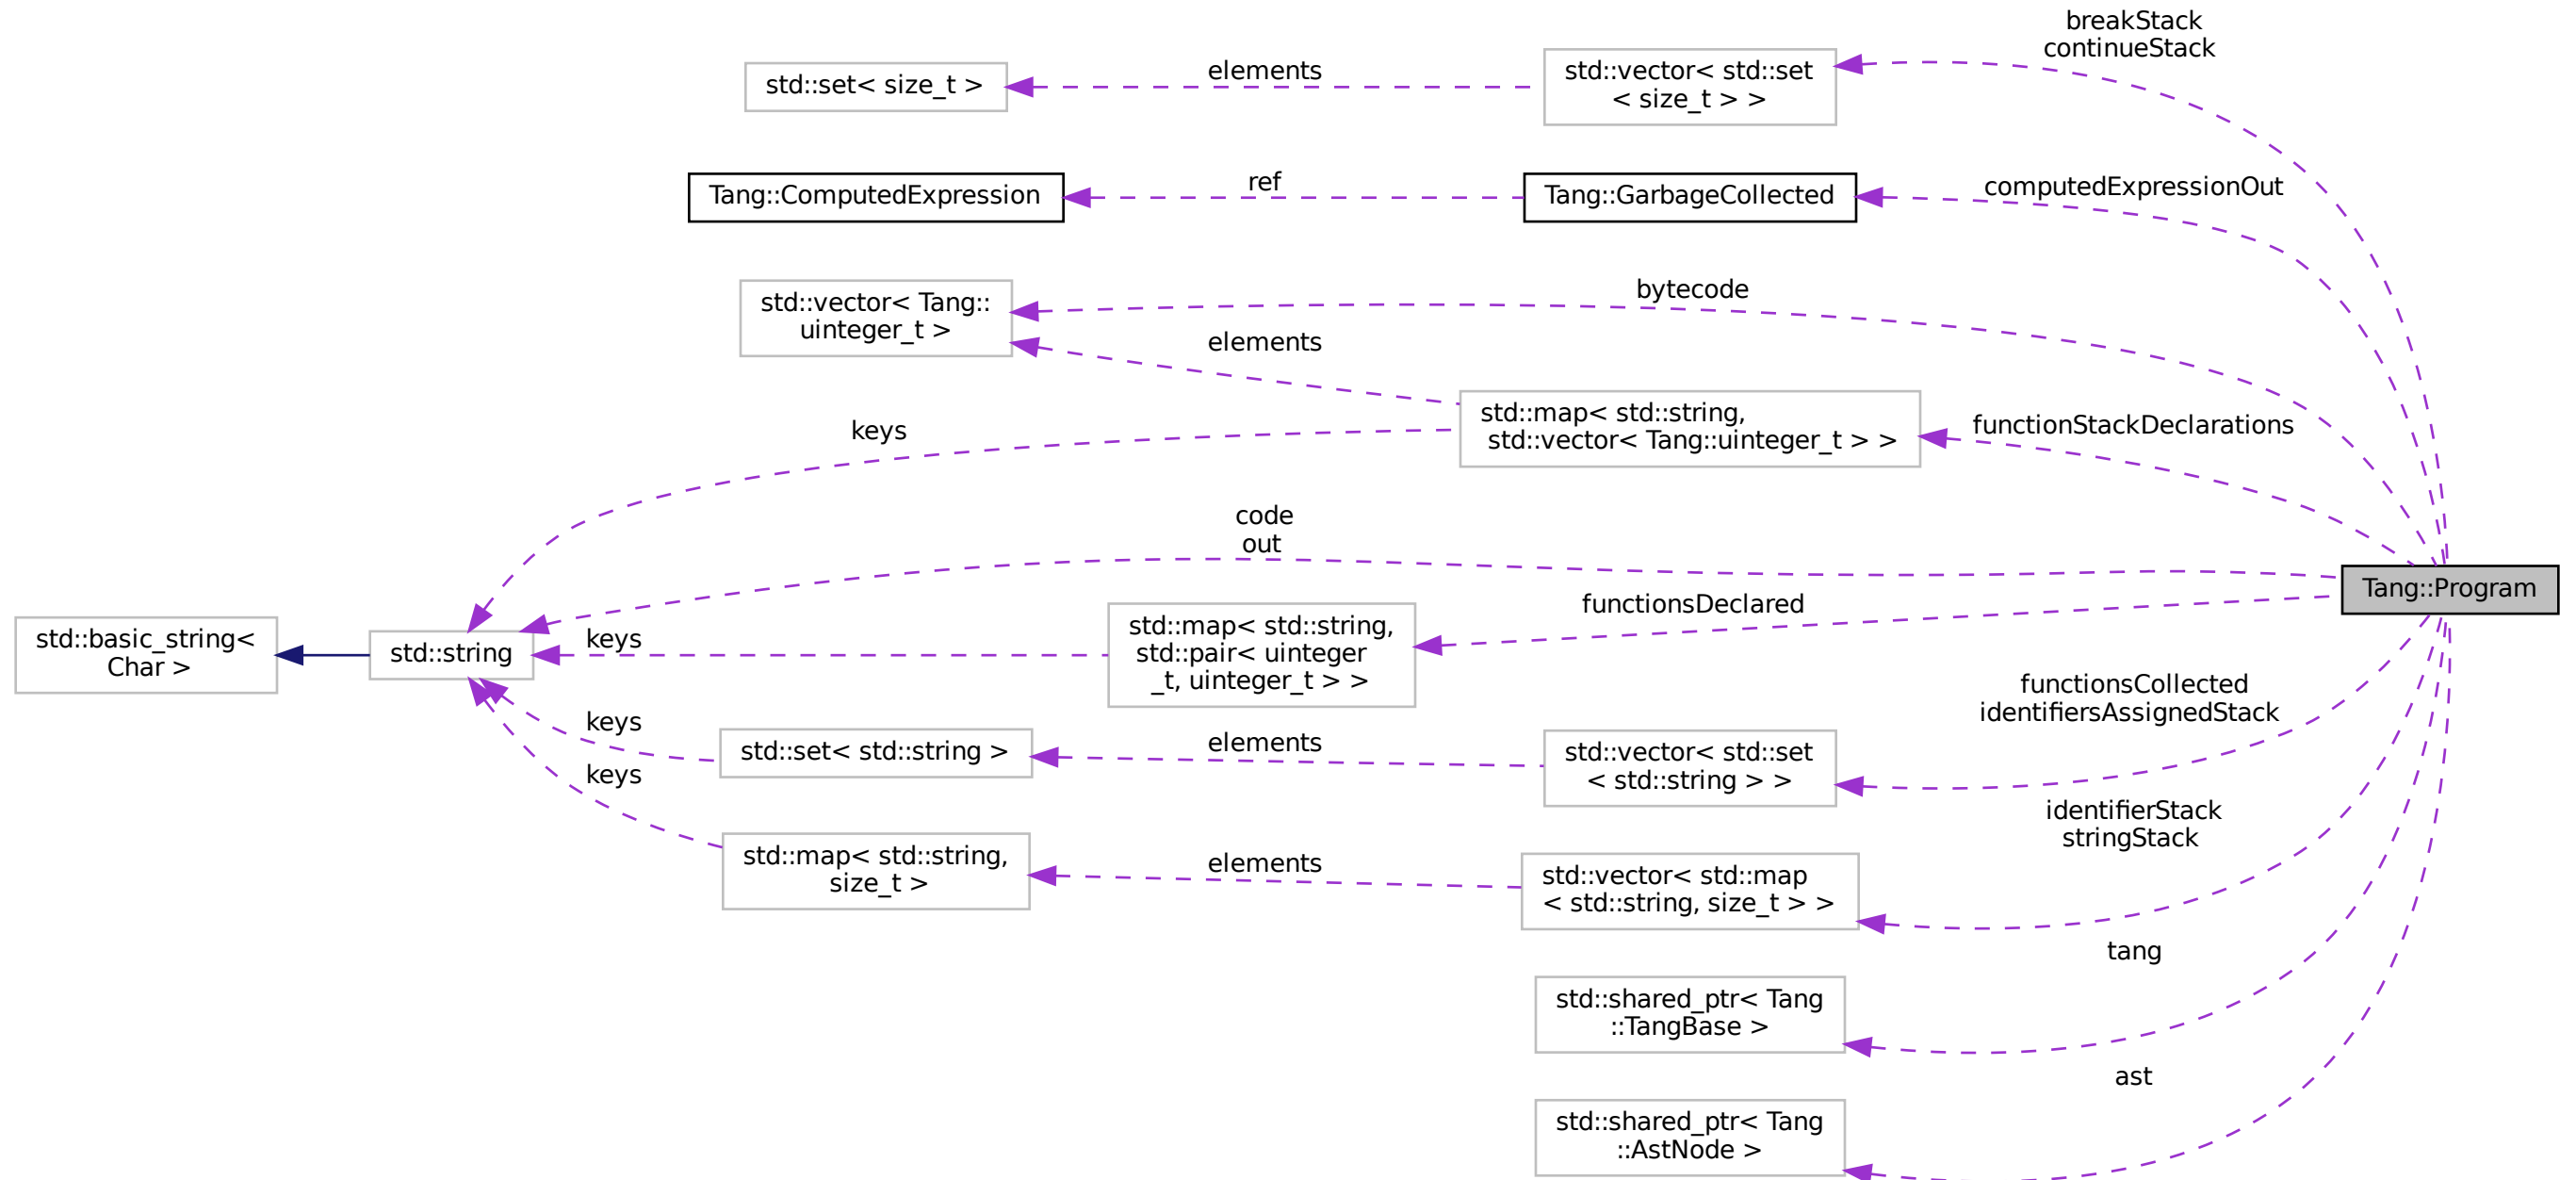 breakStack
continueStack
std::set< size_t >
elements
std::vector< std::set
< size_t > >
Tang::ComputedExpression
ref
Tang::GarbageCollected
computedExpressionOut
std::vector< Tang::
uinteger_t >
bytecode
elements
keys
std::map< std::string,
std::vector< Tang::uinteger_t > >
functionStackDeclarations
code
out
Tang::Program
functionsDeclared
std::basic_string<
Char >
std::string
keys
std::map< std::string,
std::pair< uinteger
_t, uinteger_t > >
functionsCollected
identifiersAssignedStack
keys
std::set< std::string >
elements
std::vector< std::set
< std::string > >
keys
identifierStack
stringStack
std::map< std::string,
size_t >
elements
std::vector< std::map
< std::string, size_t > >
tang
std::shared_ptr< Tang
::TangBase >
ast
std::shared_ptr< Tang
::AstNode >